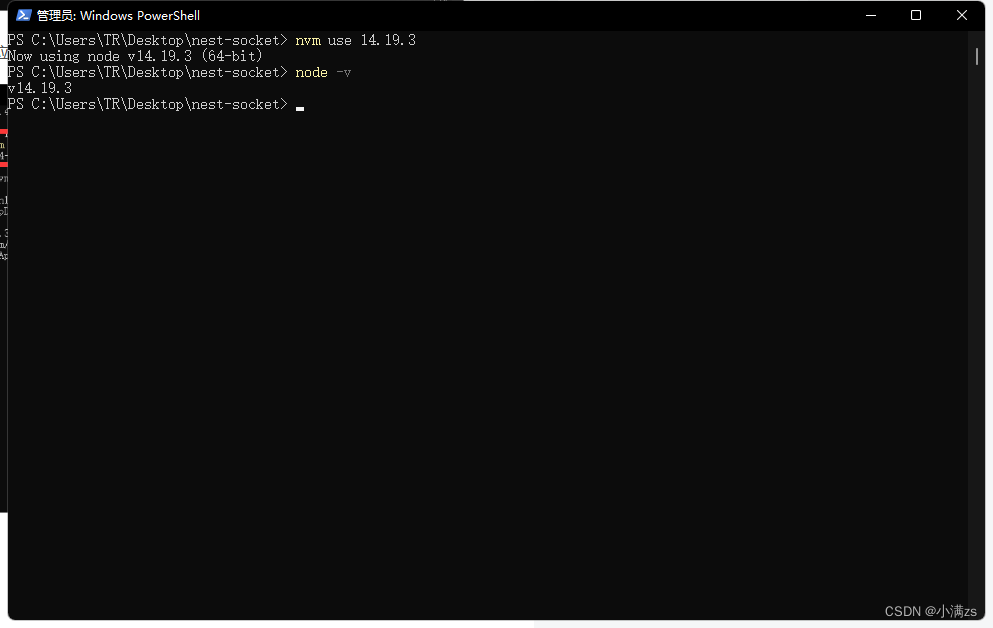 管理员: Windows PowerShell
PS C:\Users\TR\Desktop\nest-socket> nvm use 14.19.3
Now using node v14.19.3 (64-bit)
PS C:\Users\TR\Desktop\nest-socket> node -v
v14.19.3
PS C:\Users\TR\Desktop\nest-socket>
CSDN @小满zs